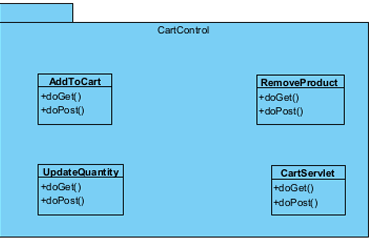 CartControl
AddToCart
+doGet()
+doPost()
RemoveProduct
+doGet()
+doPost()
UpdateQuantity
+doGet()
+doPost()
CartServlet
+doGet()
+doPost()